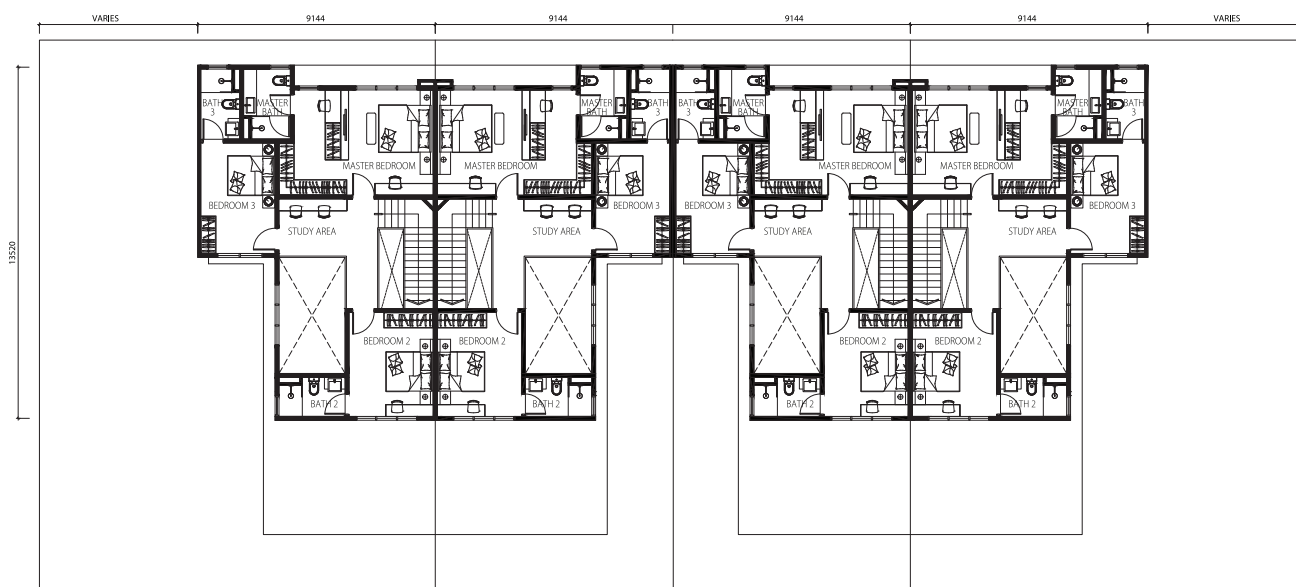 VARIES 9144 9144 9144 9144 VARIES
13520
BATH
3
MASTER
BATH
MASTER
BATH
BATH
3
BATH
3
MASTER
BATH
MASTER
BATH
BATH
3
MASTER BEDROOM
MASTER BEDROOM
MASTER BEDROOM
MASTER BEDROOM
BEDROOM 3
BEDROOM 3
BEDROOM 3
BEDROOM 3
STUDY AREA
STUDY AREA
STUDY AREA
STUDY AREA
BEDROOM 2
BEDROOM 2
BEDROOM 2
BEDROOM 2
BATH 2
BATH 2
BATH 2
BATH 2